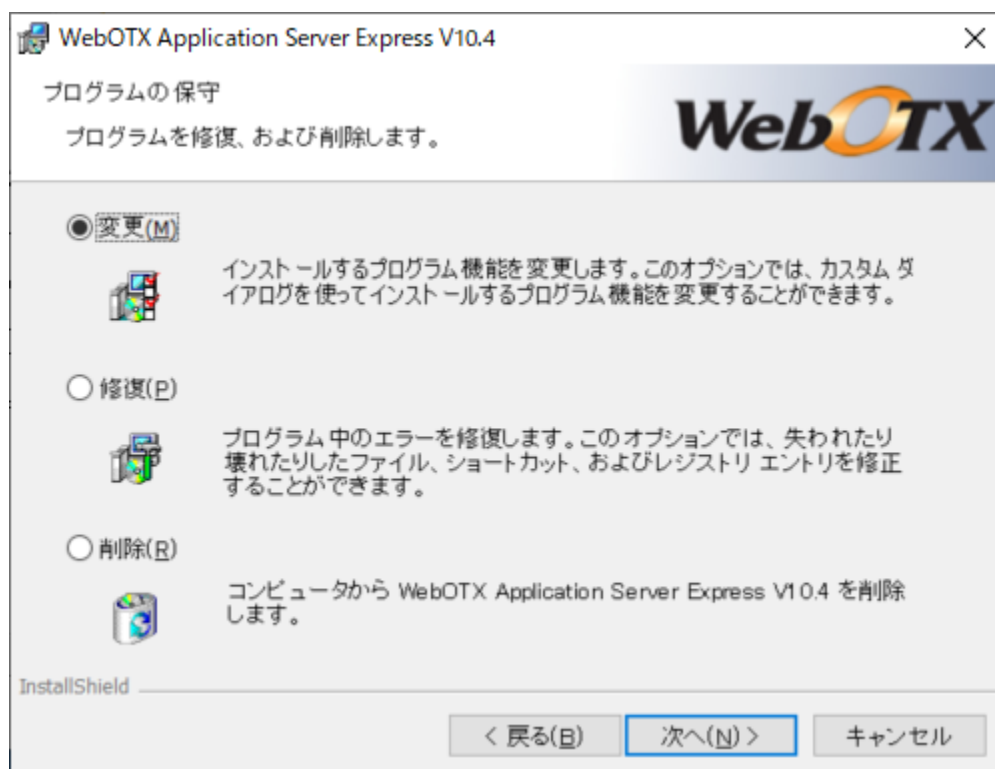 WebOTX Application Server Express V10.4
プログラムの保守
プログラムを修復、および削除します。
WebOTX
変更(M)
インストールするプログラム機能を変更します。このオプションでは、カスタム ダ
イアログを使ってインストールするプログラム機能を変更することができます。
修復(P)
プログラム中のエラーを修復します。このオプションでは、失われたり
壊れたりしたファイル、ショートカット、およびレジストリ エントリを修正
することができます。
削除(R)
コンピュータから WebOTX Application Server Express V10.4 を削除
します。
InstallShield
< 戻る(B)
次へ(N) >
キャンセル